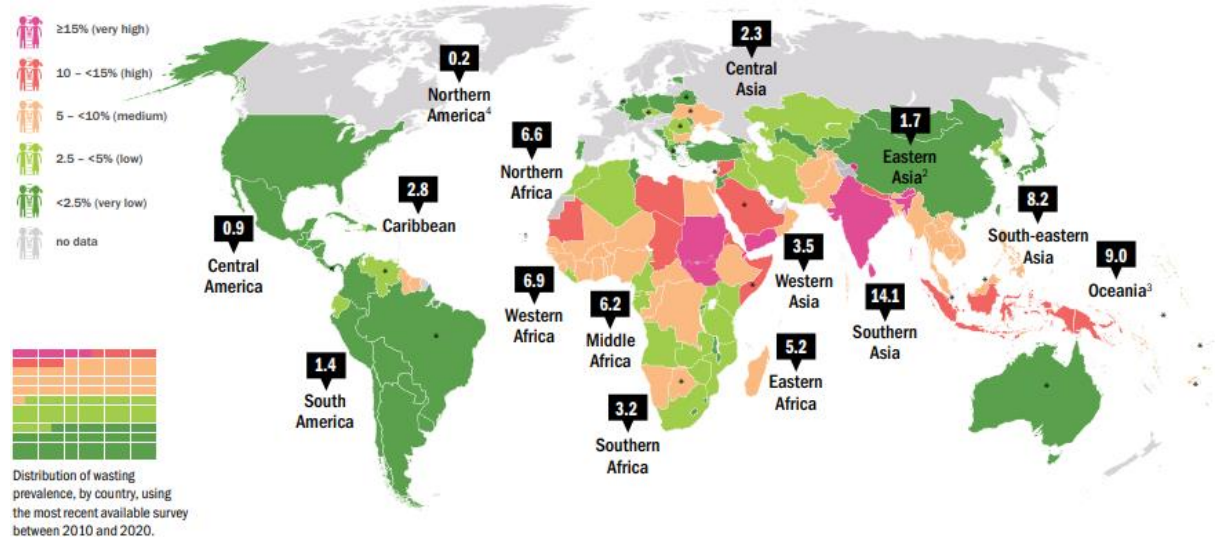 ≥15% (very high)
10 – <15% (high)
5 – <10% (medium)
2.5 – <5% (low)
<2.5% (very low)
no data
0.2
Northern
America⁴
2.3
Central
Asia
6.6
Northern
Africa
1.7
Eastern
Asia²
2.8
Caribbean
0.9
Central
America
8.2
South-eastern
Asia
3.5
Western
Asia
9.0
Oceania³
6.9
Western
Africa
6.2
Middle
Africa
14.1
Southern
Asia
5.2
Eastern
Africa
1.4
South
America
3.2
Southern
Africa
Distribution of wasting
prevalence, by country, using
the most recent available survey
between 2010 and 2020.